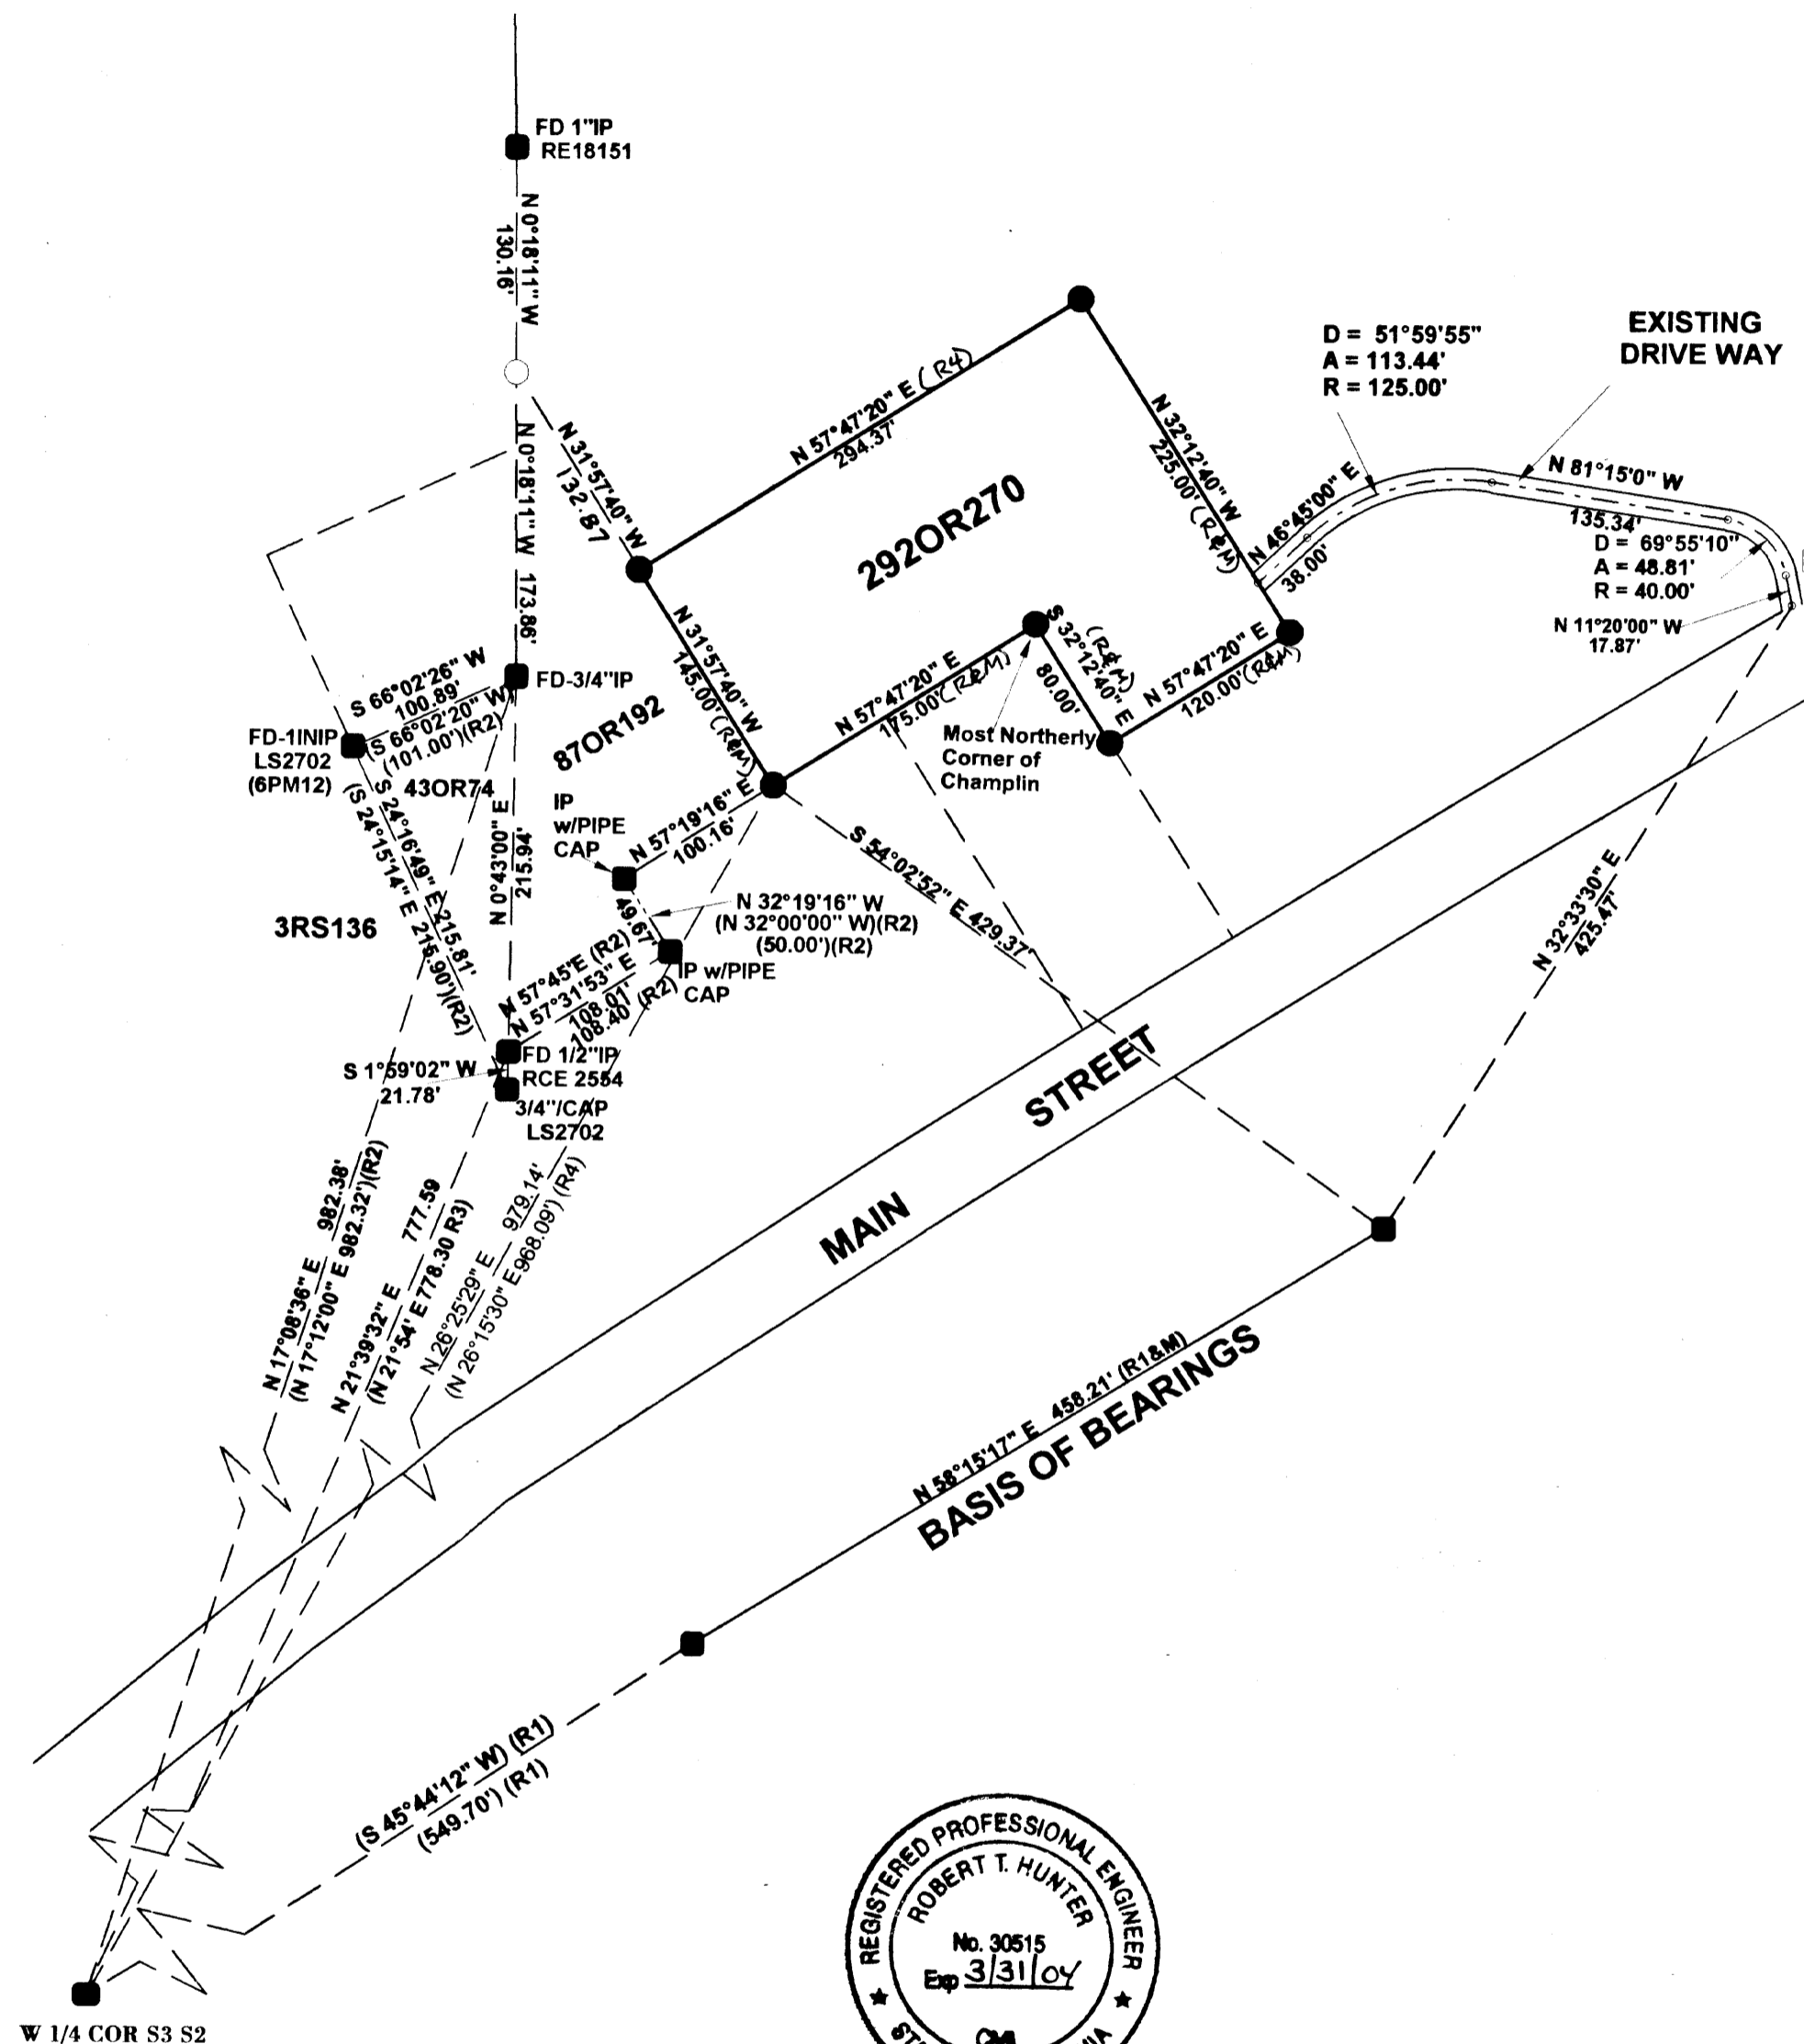 FD 1"IP
RE18151
N 0°18'11" W
130.16'
N 0°18'11" W 173.86'
N 31°57'40" W
132.87
N 57°47'20" E (R4)
294.37'
N 32°12'40" W
225.00' (R&M)
292OR270
D = 51°59'55"
A = 113.44'
R = 125.00'
EXISTING
DRIVE WAY
N 46°45'00" E
38.00'
N 81°15'0" W
135.34'
D = 69°55'10"
A = 48.81'
R = 40.00'
N 11°20'00" W
17.87'
FD-3/4"IP
S 66°02'26" W
100.89'
(S 66°02'20" W)
(101.00')(R2)
FD-1INIP
LS2702
(6PM12)
43OR74
87OR192
N 31°57'40" W
145.00' (R&M)
N 57°47'20" E
175.00' (R&M)
S 32°12'40" E
(R&M)
80.00'
N 57°47'20" E
120.00' (R&M)
Most Northerly
Corner of
Champlin
IP
w/PIPE
CAP
N 57°19'16" E
100.16'
N 0°43'00" E
215.94'
S 24°16'49" E 215.81'
(S 24°15'14" E 215.90')(R2)
3RS136
49.67'
N 32°19'16" W
(N 32°00'00" W)(R2)
(50.00')(R2)
S 54°02'52" E 429.37'
N 32°33'30" E
425.47'
N 57°45'E (R2)
N 57°31'53" E
108.01'
108.40' (R2)
IP w/PIPE
CAP
S 1°59'02" W
21.78'
FD 1/2"IP
RCE 2554
3/4"/CAP
LS2702
MAIN STREET
N 17°08'36" E 982.38'
(N 17°12'00" E 982.32')(R2)
N 21°39'32" E 777.59
(N 21°54' E 778.30 R3)
N 26°25'29" E 979.14'
(N 26°15'30" E 968.09') (R4)
N 58°15'17" E 458.21' (R1&M)
BASIS OF BEARINGS
(S 45°44'12" W) (R1)
(549.70') (R1)
REGISTERED PROFESSIONAL ENGINEER
ROBERT T. HUNTER
No. 30515
Exp 3/31/04
W 1/4 COR S3 S2